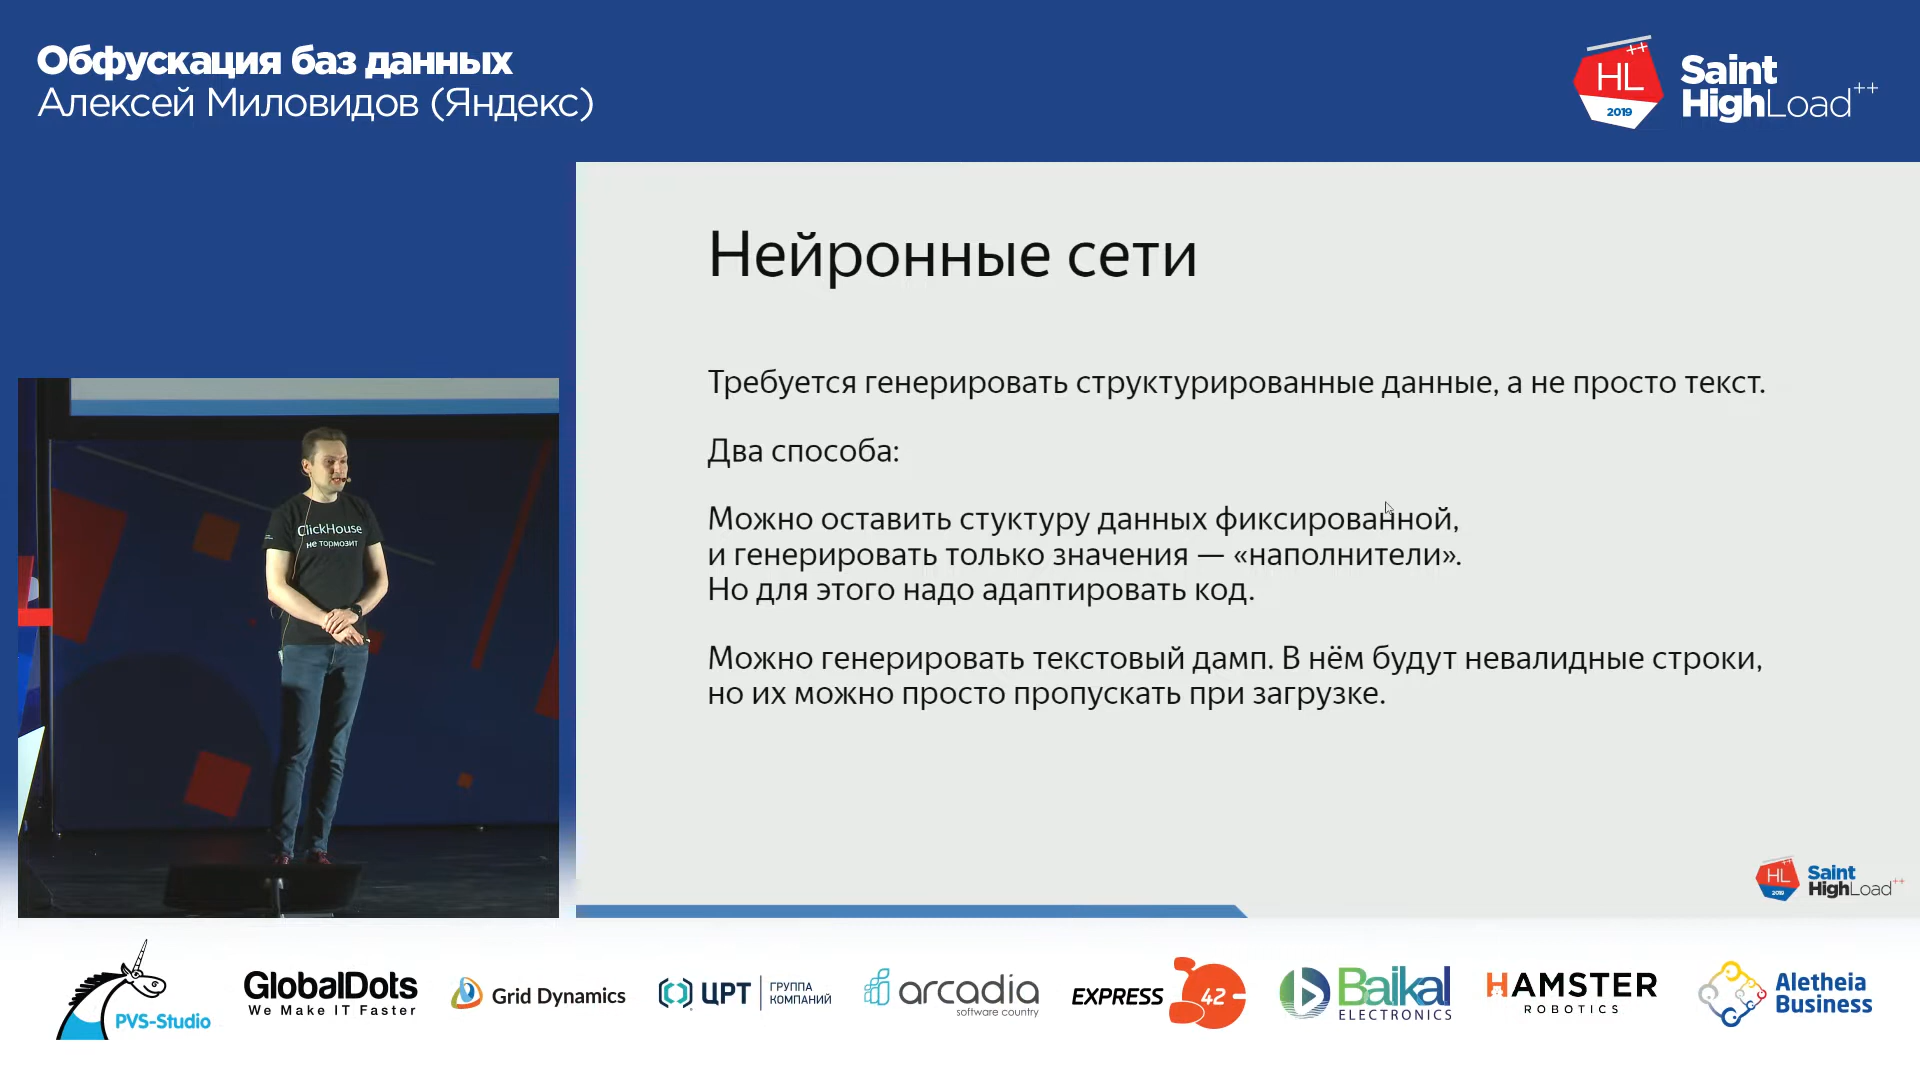 Обфускация баз данных
Алексей Миловидов (Яндекс)
HL ++
2019
Saint
HighLoad++
Нейронные сети
Требуется генерировать структурированные данные, а не просто текст.
Два способа:
Можно оставить стуктуру данных фиксированной,
и генерировать только значения — «наполнители».
Но для этого надо адаптировать код.
Можно генерировать текстовый дамп. В нём будут невалидные строки,
но их можно просто пропускать при загрузке.
ClickHouse
не тормозит
HL
2019
Saint
HighLoad++
PVS-Studio
GlobalDots
We Make IT Faster
Grid Dynamics
ЦРТ
ГРУППА
КОМПАНИЙ
arcadia
software country
EXPRESS 42
Baikal
ELECTRONICS
HAMSTER
ROBOTICS
Aletheia
Business